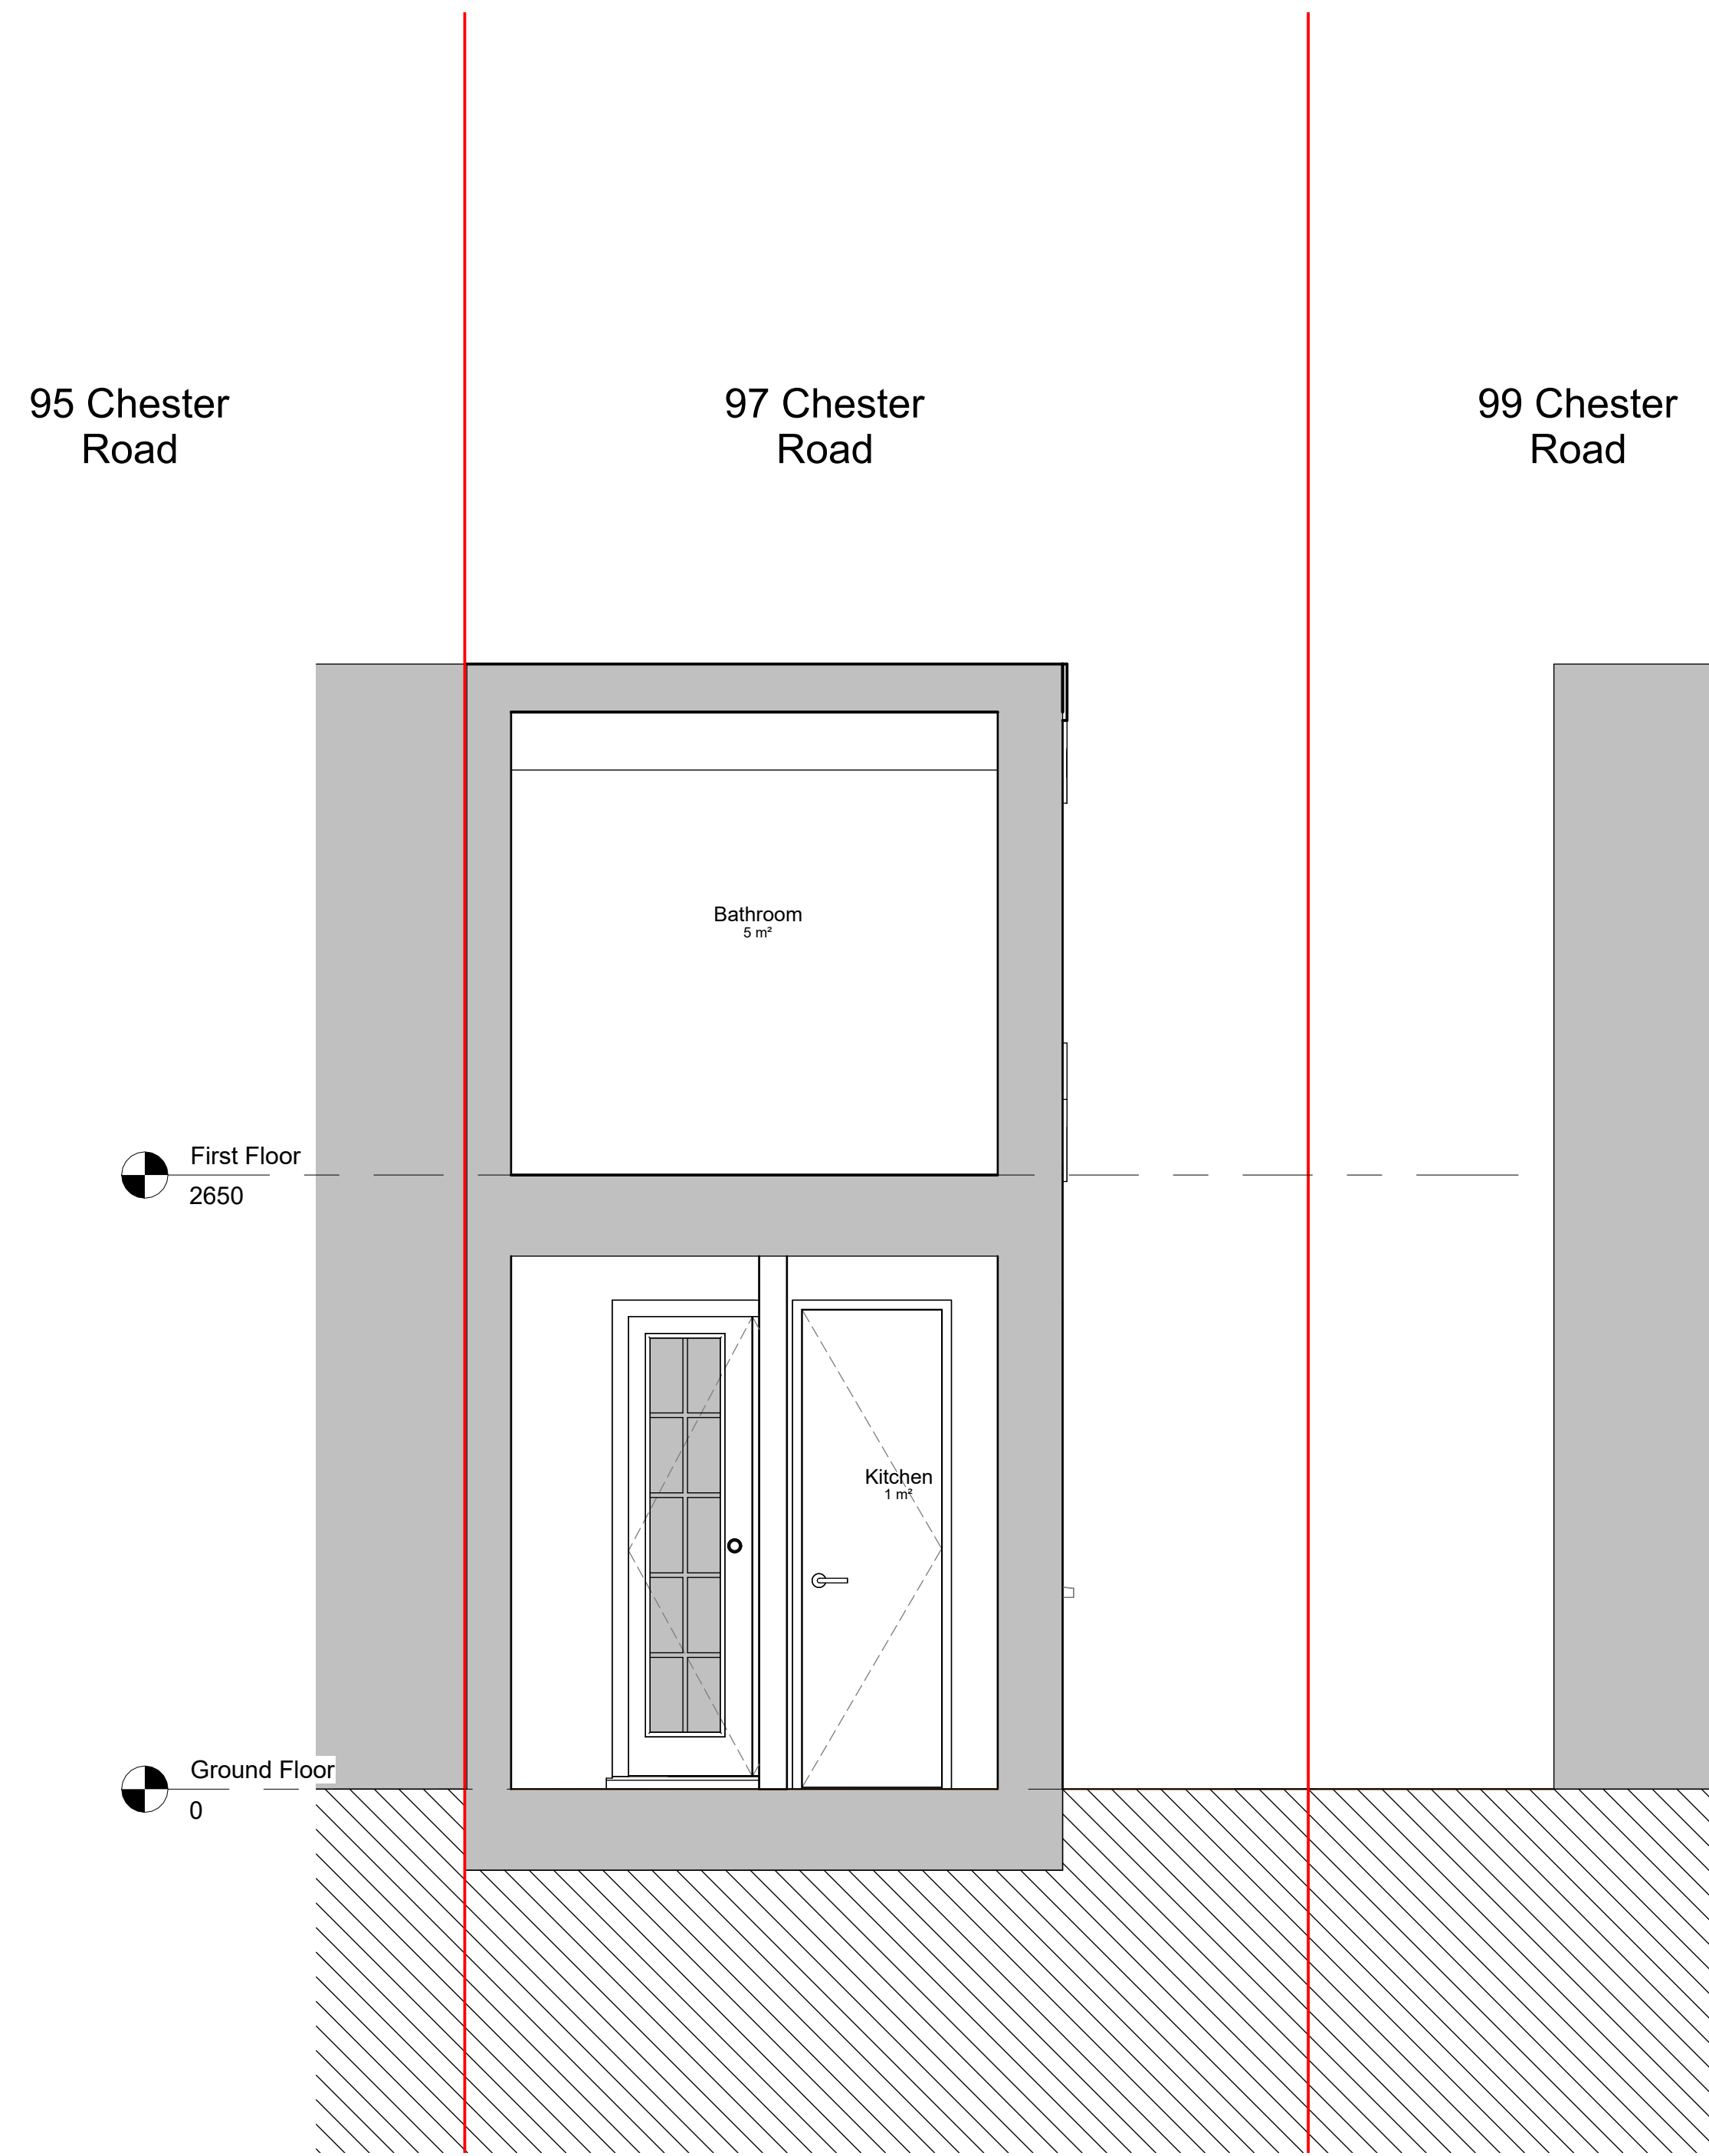 95 Chester
Road
97 Chester
Road
99 Chester
Road
Bathroom
5 m²
First Floor
2650
Kitchen
1 m²
Ground Floor
0